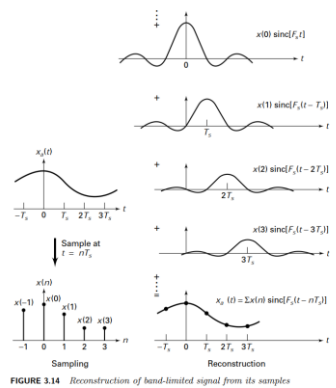 x(0) sinc[F_s t]
t
0
x(1) sinc[F_s(t − T_s)]
t
T_s
x_a(t)
x(2) sinc[F_s(t − 2T_s)]
−T_s 0 T_s 2T_s 3T_s t
2T_s t
Sample at
t = nT_s
x(3) sinc[F_s(t − 3T_s)]
3T_s t
x(n)
x(−1) x(0) x(1) x(2) x(3)
x_a (t) = Σx(n) sinc[F_s(t − nT_s)]
−1 0 1 2 3 n
−T_s 0 T_s 2T_s 3T_s t
Sampling Reconstruction
FIGURE 3.14 Reconstruction of band-limited signal from its samples